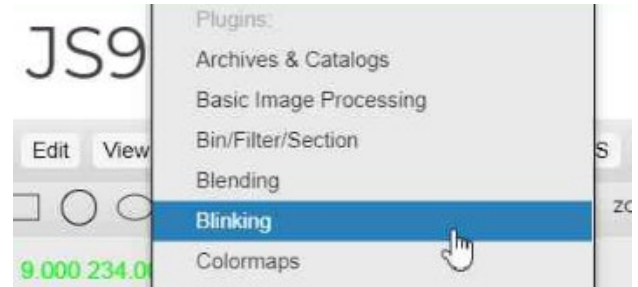 JS9
Plugins:
Archives & Catalogs
Basic Image Processing
Bin/Filter/Section
Edit View
S
Blending
Blinking
Colormaps
9.000 234.0